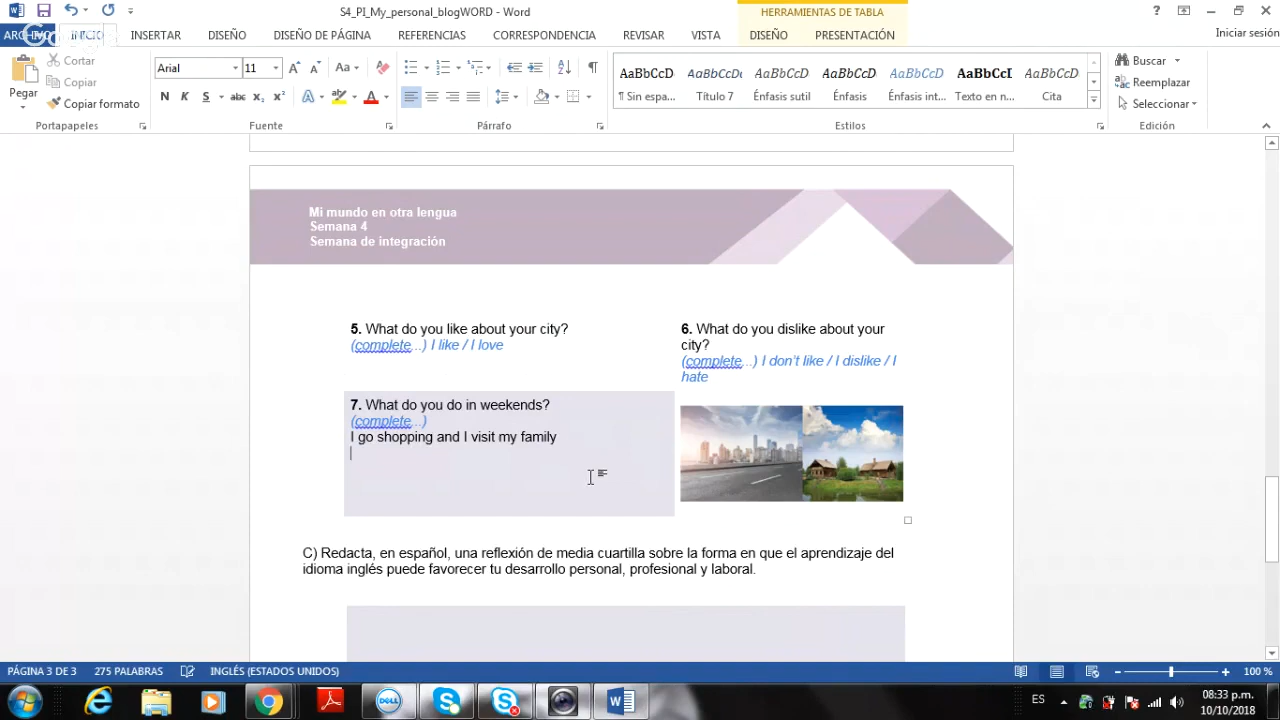 S4_PI_My_personal_blogWORD - Word
HERRAMIENTAS DE TABLA
ARCHIVO
INICIO
INSERTAR
DISEÑO
DISEÑO DE PÁGINA
REFERENCIAS
CORRESPONDENCIA
REVISAR
VISTA
DISEÑO
PRESENTACIÓN
Iniciar sesión
Pegar
Cortar
Copiar
Copiar formato
Portapapeles
Arial
11
Fuente
Párrafo
AaBbCcD
AaBbCcDc
AaBbCcD
AaBbCcD
AaBbCcD
AaBbCcD
AaBbCcD
¶ Sin espa...
Título 7
Énfasis sutil
Énfasis
Énfasis int...
Texto en n...
Cita
Estilos
Buscar
Reemplazar
Seleccionar
Edición
Mi mundo en otra lengua
Semana 4
Semana de integración
5. What do you like about your city?
(complete...) I like / I love
6. What do you dislike about your
city?
(complete...) I don't like / I dislike / I
hate
7. What do you do in weekends?
(complete...)
I go shopping and I visit my family
C) Redacta, en español, una reflexión de media cuartilla sobre la forma en que el aprendizaje del
idioma inglés puede favorecer tu desarrollo personal, profesional y laboral.
PÁGINA 3 DE 3
275 PALABRAS
INGLÉS (ESTADOS UNIDOS)
100 %
ES
08:33 p.m.
10/10/2018